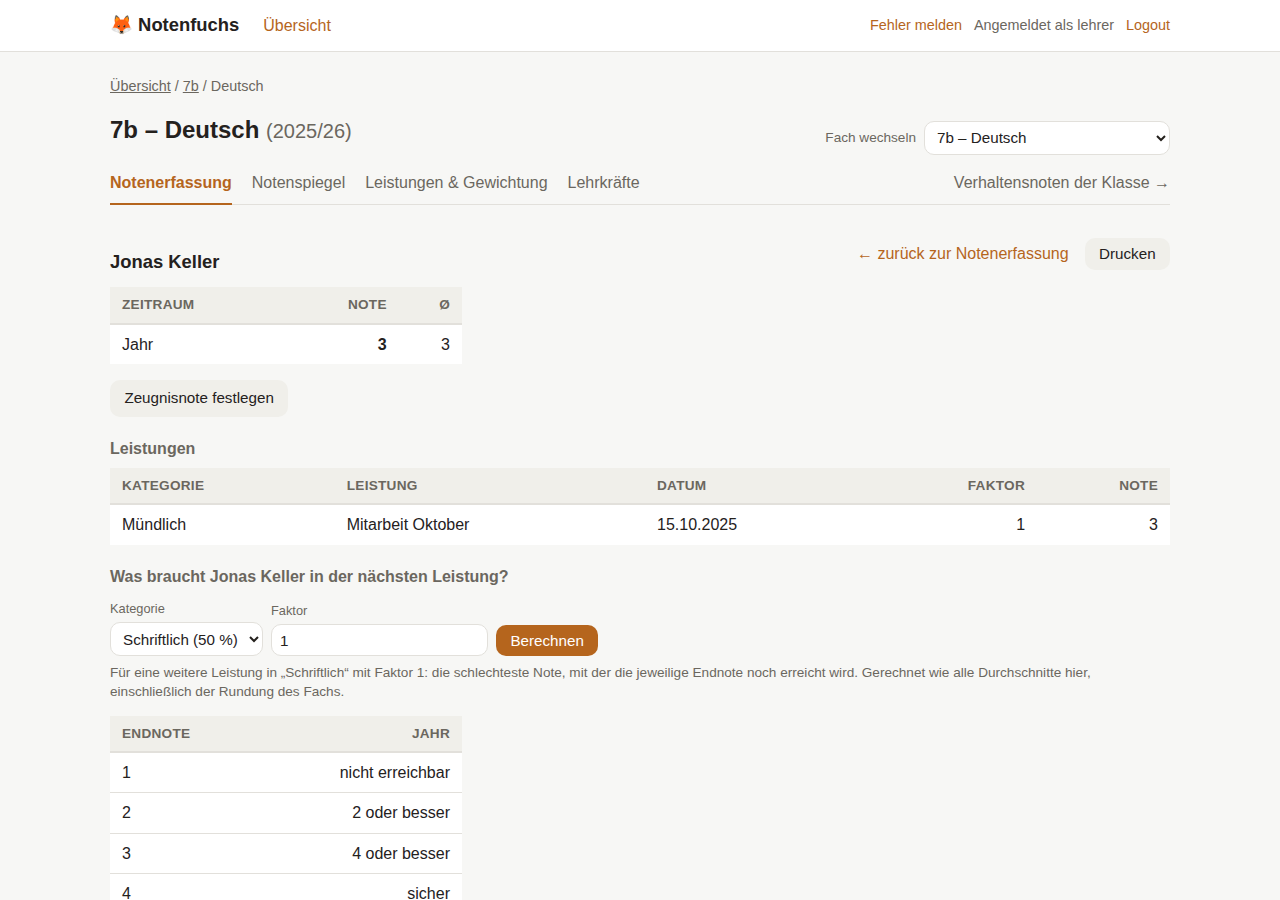 🦊 Notenfuchs Übersicht Fehler melden Angemeldet als lehrer Logout
Übersicht / 7b / Deutsch
7b – Deutsch (2025/26) Fach wechseln 7b – Deutsch
Notenerfassung Notenspiegel Leistungen & Gewichtung Lehrkräfte Verhaltensnoten der Klasse →
Jonas Keller ← zurück zur Notenerfassung Drucken
ZEITRAUM NOTE Ø
Jahr 3 3
Zeugnisnote festlegen
Leistungen
KATEGORIE LEISTUNG DATUM FAKTOR NOTE
Mündlich Mitarbeit Oktober 15.10.2025 1 3
Was braucht Jonas Keller in der nächsten Leistung?
Kategorie Faktor
Schriftlich (50 %) 1 Berechnen
Für eine weitere Leistung in „Schriftlich“ mit Faktor 1: die schlechteste Note, mit der die jeweilige Endnote noch erreicht wird. Gerechnet wie alle Durchschnitte hier,
einschließlich der Rundung des Fachs.
ENDNOTE JAHR
1 nicht erreichbar
2 2 oder besser
3 4 oder besser
4 sicher